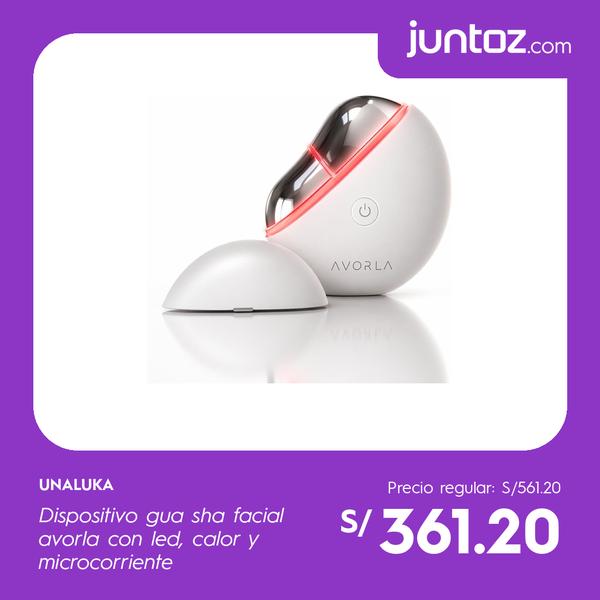 juntoz.com
AVORLA
UNALUKA
Dispositivo gua sha facial
avorla con led, calor y
microcorriente
Precio regular: S/561.20
S/ 361.20